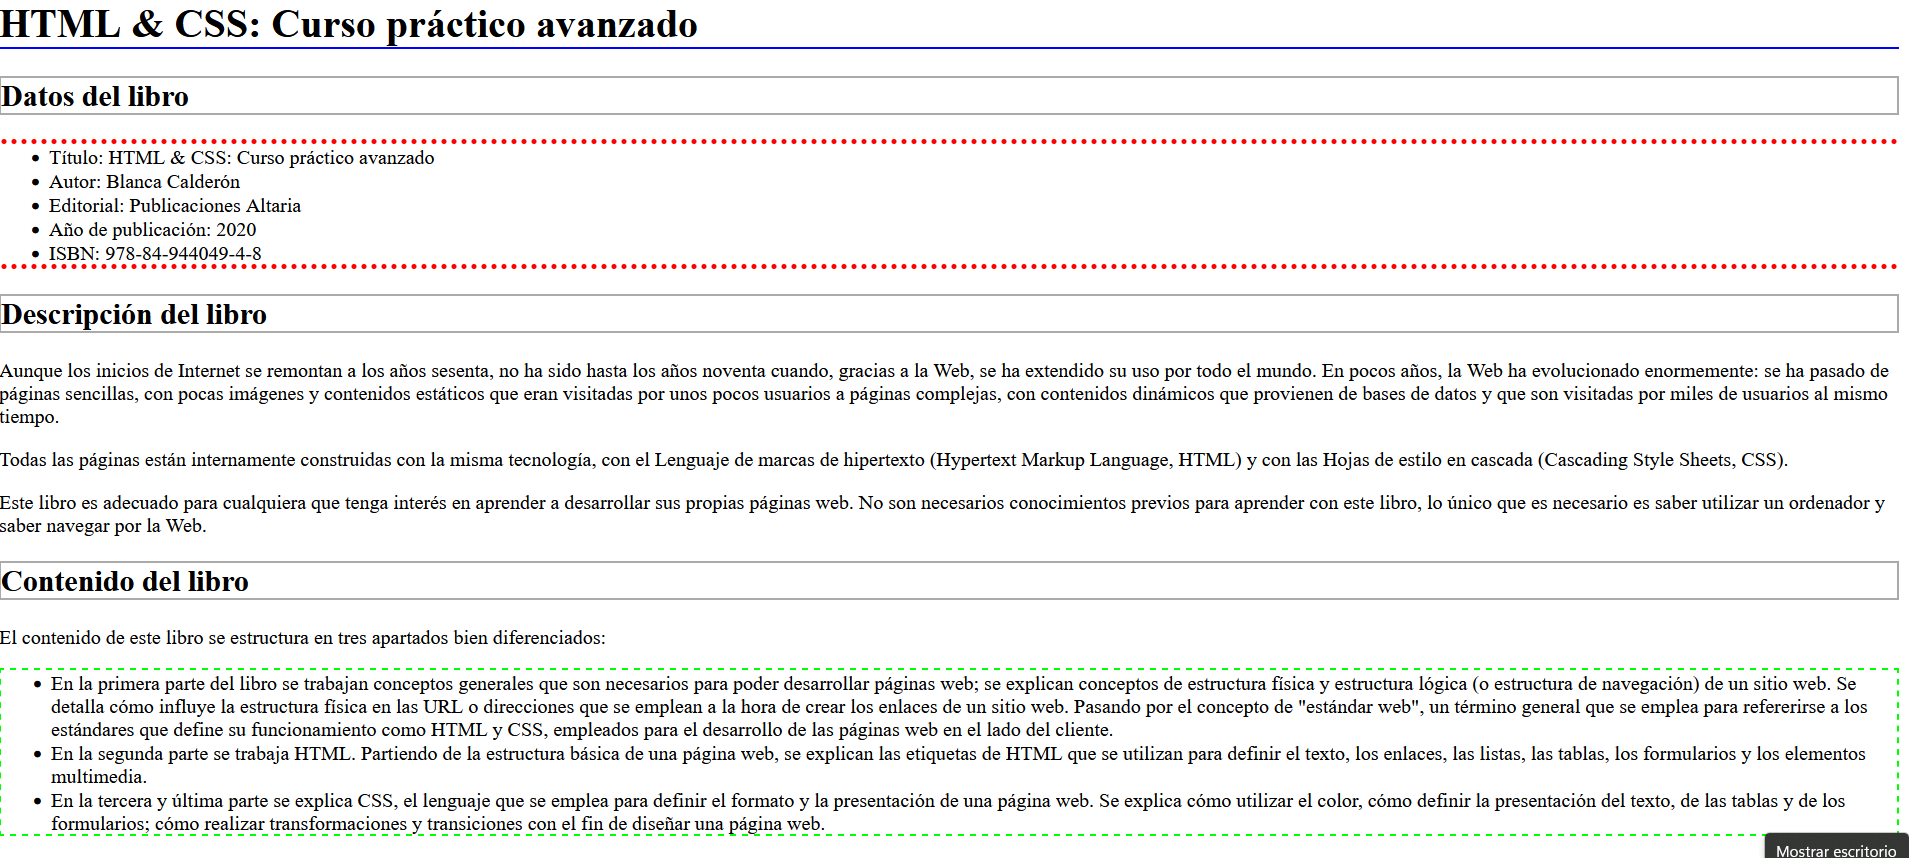 HTML & CSS: Curso práctico avanzado
Datos del libro
• Título: HTML & CSS: Curso práctico avanzado
• Autor: Blanca Calderón
• Editorial: Publicaciones Altaria
• Año de publicación: 2020
• ISBN: 978-84-944049-4-8
Descripción del libro
Aunque los inicios de Internet se remontan a los años sesenta, no ha sido hasta los años noventa cuando, gracias a la Web, se ha extendido su uso por todo el mundo. En pocos años, la Web ha evolucionado enormemente: se ha pasado de
páginas sencillas, con pocas imágenes y contenidos estáticos que eran visitadas por unos pocos usuarios a páginas complejas, con contenidos dinámicos que provienen de bases de datos y que son visitadas por miles de usuarios al mismo
tiempo.
Todas las páginas están internamente construidas con la misma tecnología, con el Lenguaje de marcas de hipertexto (Hypertext Markup Language, HTML) y con las Hojas de estilo en cascada (Cascading Style Sheets, CSS).
Este libro es adecuado para cualquiera que tenga interés en aprender a desarrollar sus propias páginas web. No son necesarios conocimientos previos para aprender con este libro, lo único que es necesario es saber utilizar un ordenador y
saber navegar por la Web.
Contenido del libro
El contenido de este libro se estructura en tres apartados bien diferenciados:
• En la primera parte del libro se trabajan conceptos generales que son necesarios para poder desarrollar páginas web; se explican conceptos de estructura física y estructura lógica (o estructura de navegación) de un sitio web. Se
detalla cómo influye la estructura física en las URL o direcciones que se emplean a la hora de crear los enlaces de un sitio web. Pasando por el concepto de "estándar web", un término general que se emplea para refererirse a los
estándares que define su funcionamiento como HTML y CSS, empleados para el desarrollo de las páginas web en el lado del cliente.
• En la segunda parte se trabaja HTML. Partiendo de la estructura básica de una página web, se explican las etiquetas de HTML que se utilizan para definir el texto, los enlaces, las listas, las tablas, los formularios y los elementos
multimedia.
• En la tercera y última parte se explica CSS, el lenguaje que se emplea para definir el formato y la presentación de una página web. Se explica cómo utilizar el color, cómo definir la presentación del texto, de las tablas y de los
formularios; cómo realizar transformaciones y transiciones con el fin de diseñar una página web.
Mostrar escritorio